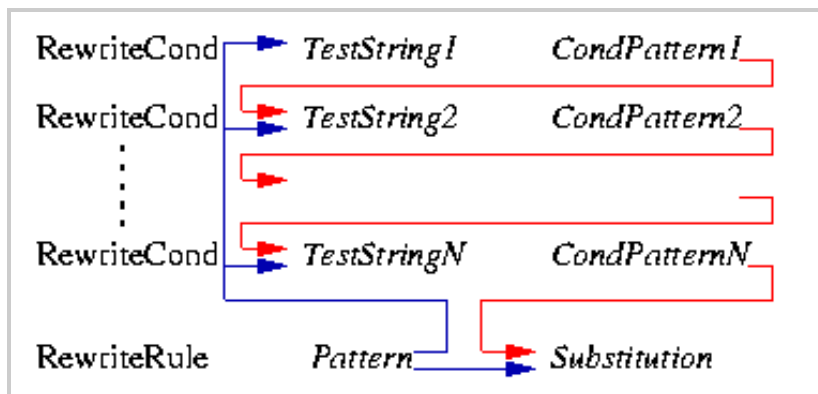 RewriteCond TestString1 CondPattern1
RewriteCond TestString2 CondPattern2
RewriteCond TestStringN CondPatternN
RewriteRule Pattern Substitution